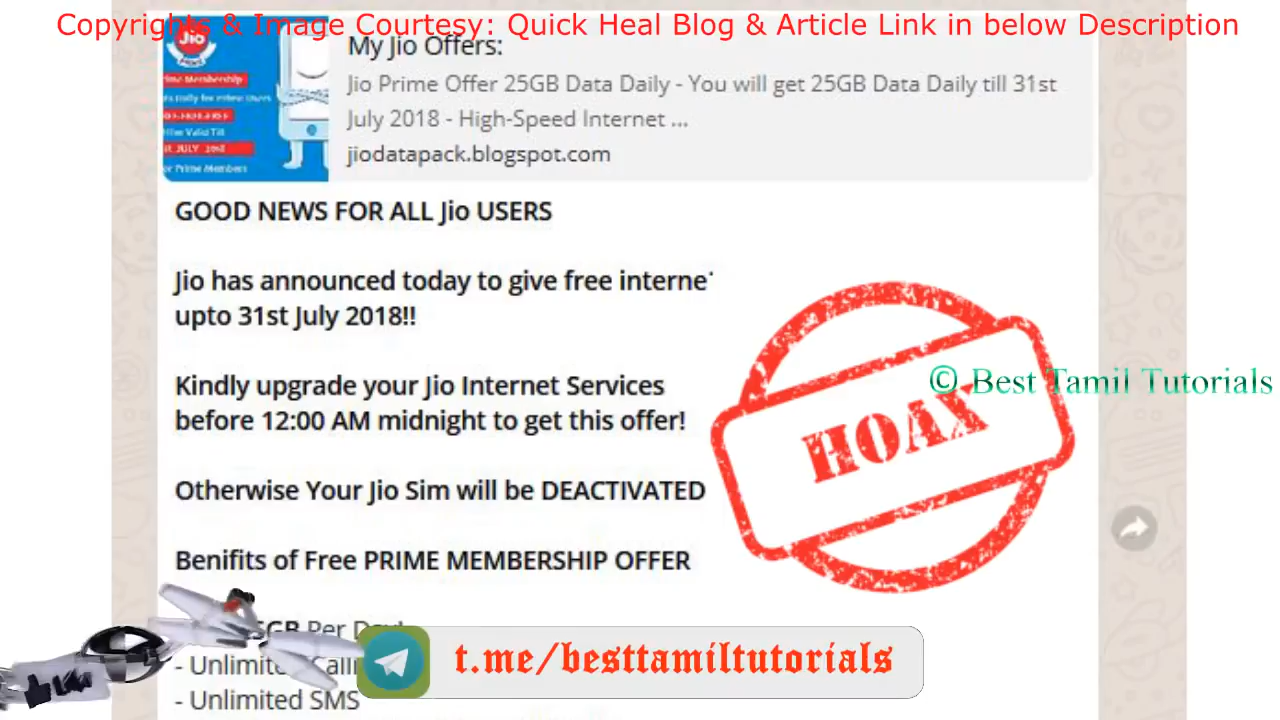 Copyrights & Image Courtesy: Quick Heal Blog & Article Link in below Description
Jio
My Jio Offers:
Jio Prime Offer 25GB Data Daily - You will get 25GB Data Daily till 31st
July 2018 - High-Speed Internet ...
jiodatapack.blogspot.com
GOOD NEWS FOR ALL Jio USERS
Jio has announced today to give free interne
upto 31st July 2018!!
Kindly upgrade your Jio Internet Services
before 12:00 AM midnight to get this offer!
Otherwise Your Jio Sim will be DEACTIVATED
Benifits of Free PRIME MEMBERSHIP OFFER
HOAX
© Best Tamil Tutorials
Per
- Unlimited
- Unlimited SMS
t.me/besttamiltutorials